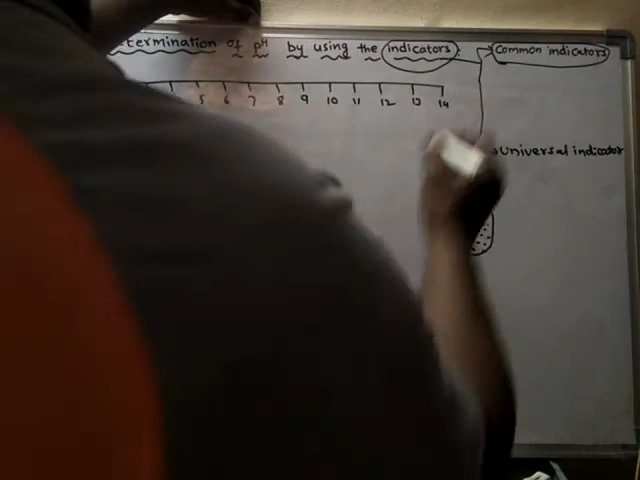 termination of pH by using the indicators
Common indicators
5 6 7 8 9 10 11 12 13 14
Universal indicator